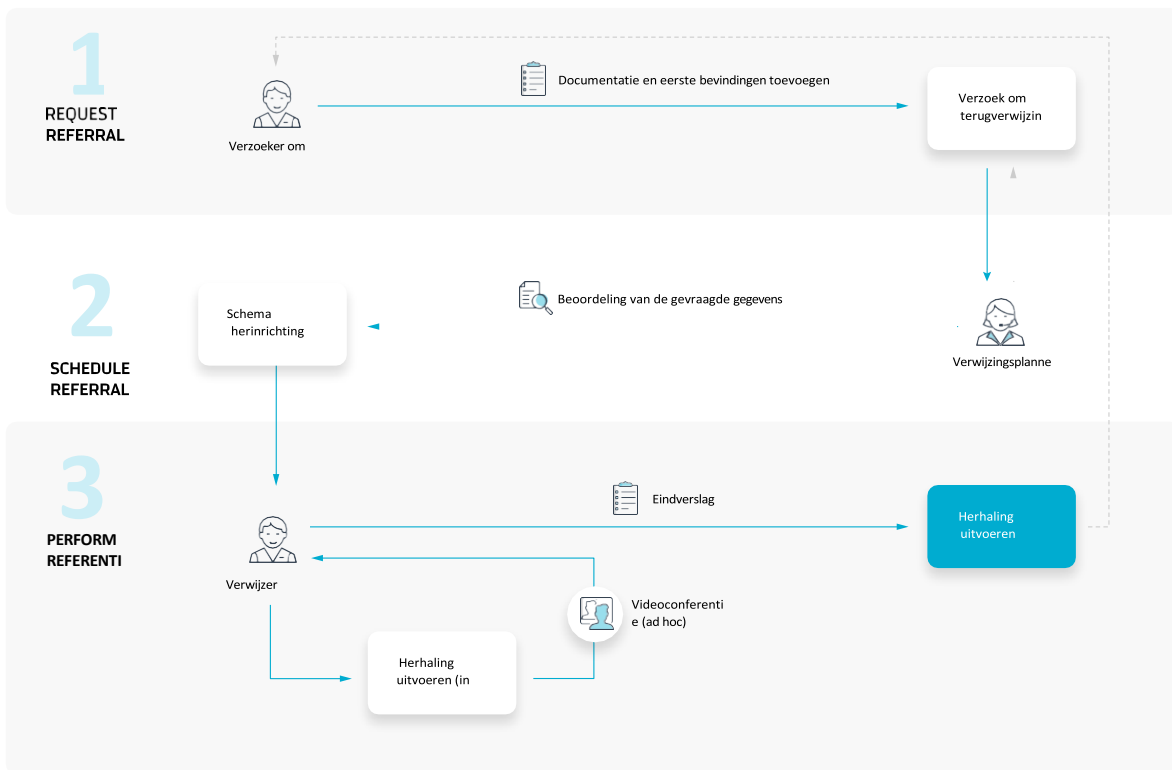 1
REQUEST
REFERRAL
Documentatie en eerste bevindingen toevoegen
Verzoeker om
Verzoek om
terugverwijzin
2
SCHEDULE
REFERRAL
Schema
herinrichting
Beoordeling van de gevraagde gegevens
Verwijzingsplanne
3
PERFORM
REFERENTI
Eindverslag
Herhaling
uitvoeren
Verwijzer
Videoconferenti
e (ad hoc)
Herhaling
uitvoeren (in